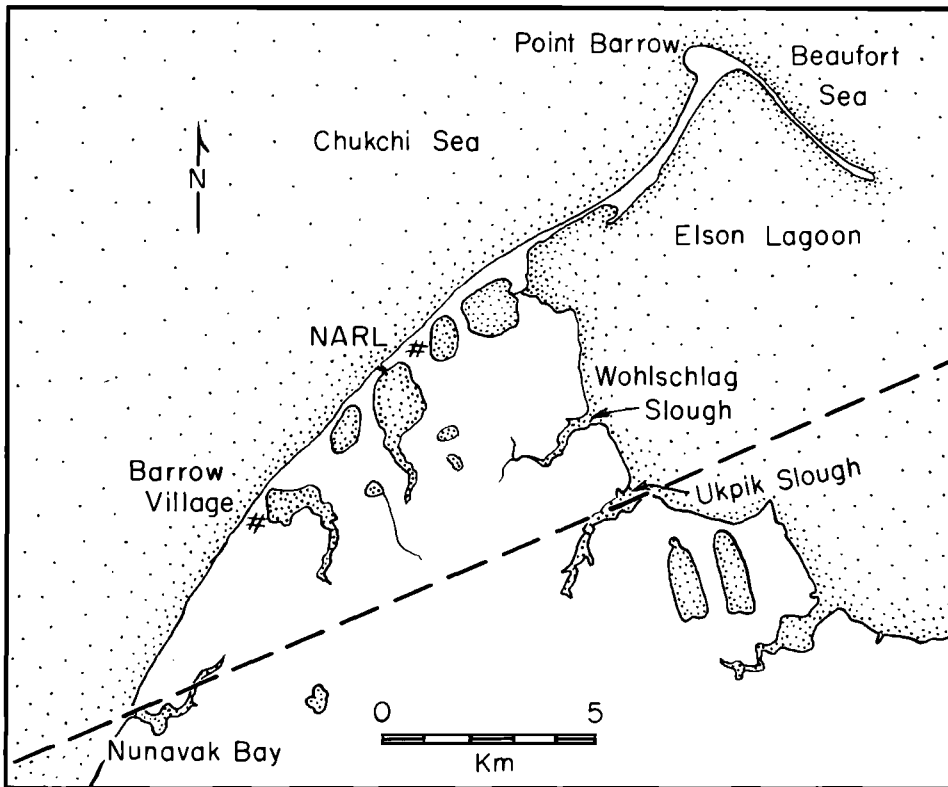 Point Barrow
Beaufort
Sea
Chukchi Sea
N
Elson Lagoon
NARL
#
Wohlschlag
Slough
Barrow
Village
#
Ukpik Slough
Nunavak Bay
0 5
Km